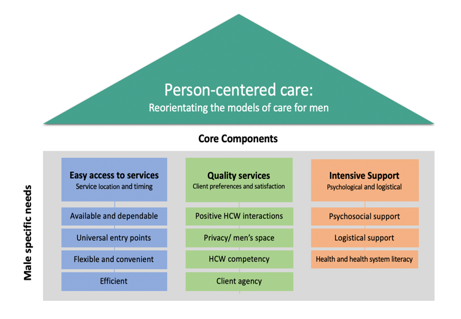 Person-centered care:
Reorientating the models of care for men
Core Components
Male specific needs
Easy access to services
Service location and timing
Available and dependable
Universal entry points
Flexible and convenient
Efficient
Quality services
Client preferences and satisfaction
Positive HCW interactions
Privacy/ men's space
HCW competency
Client agency
Intensive Support
Psychological and logistical
Psychosocial support
Logistical support
Health and health system literacy